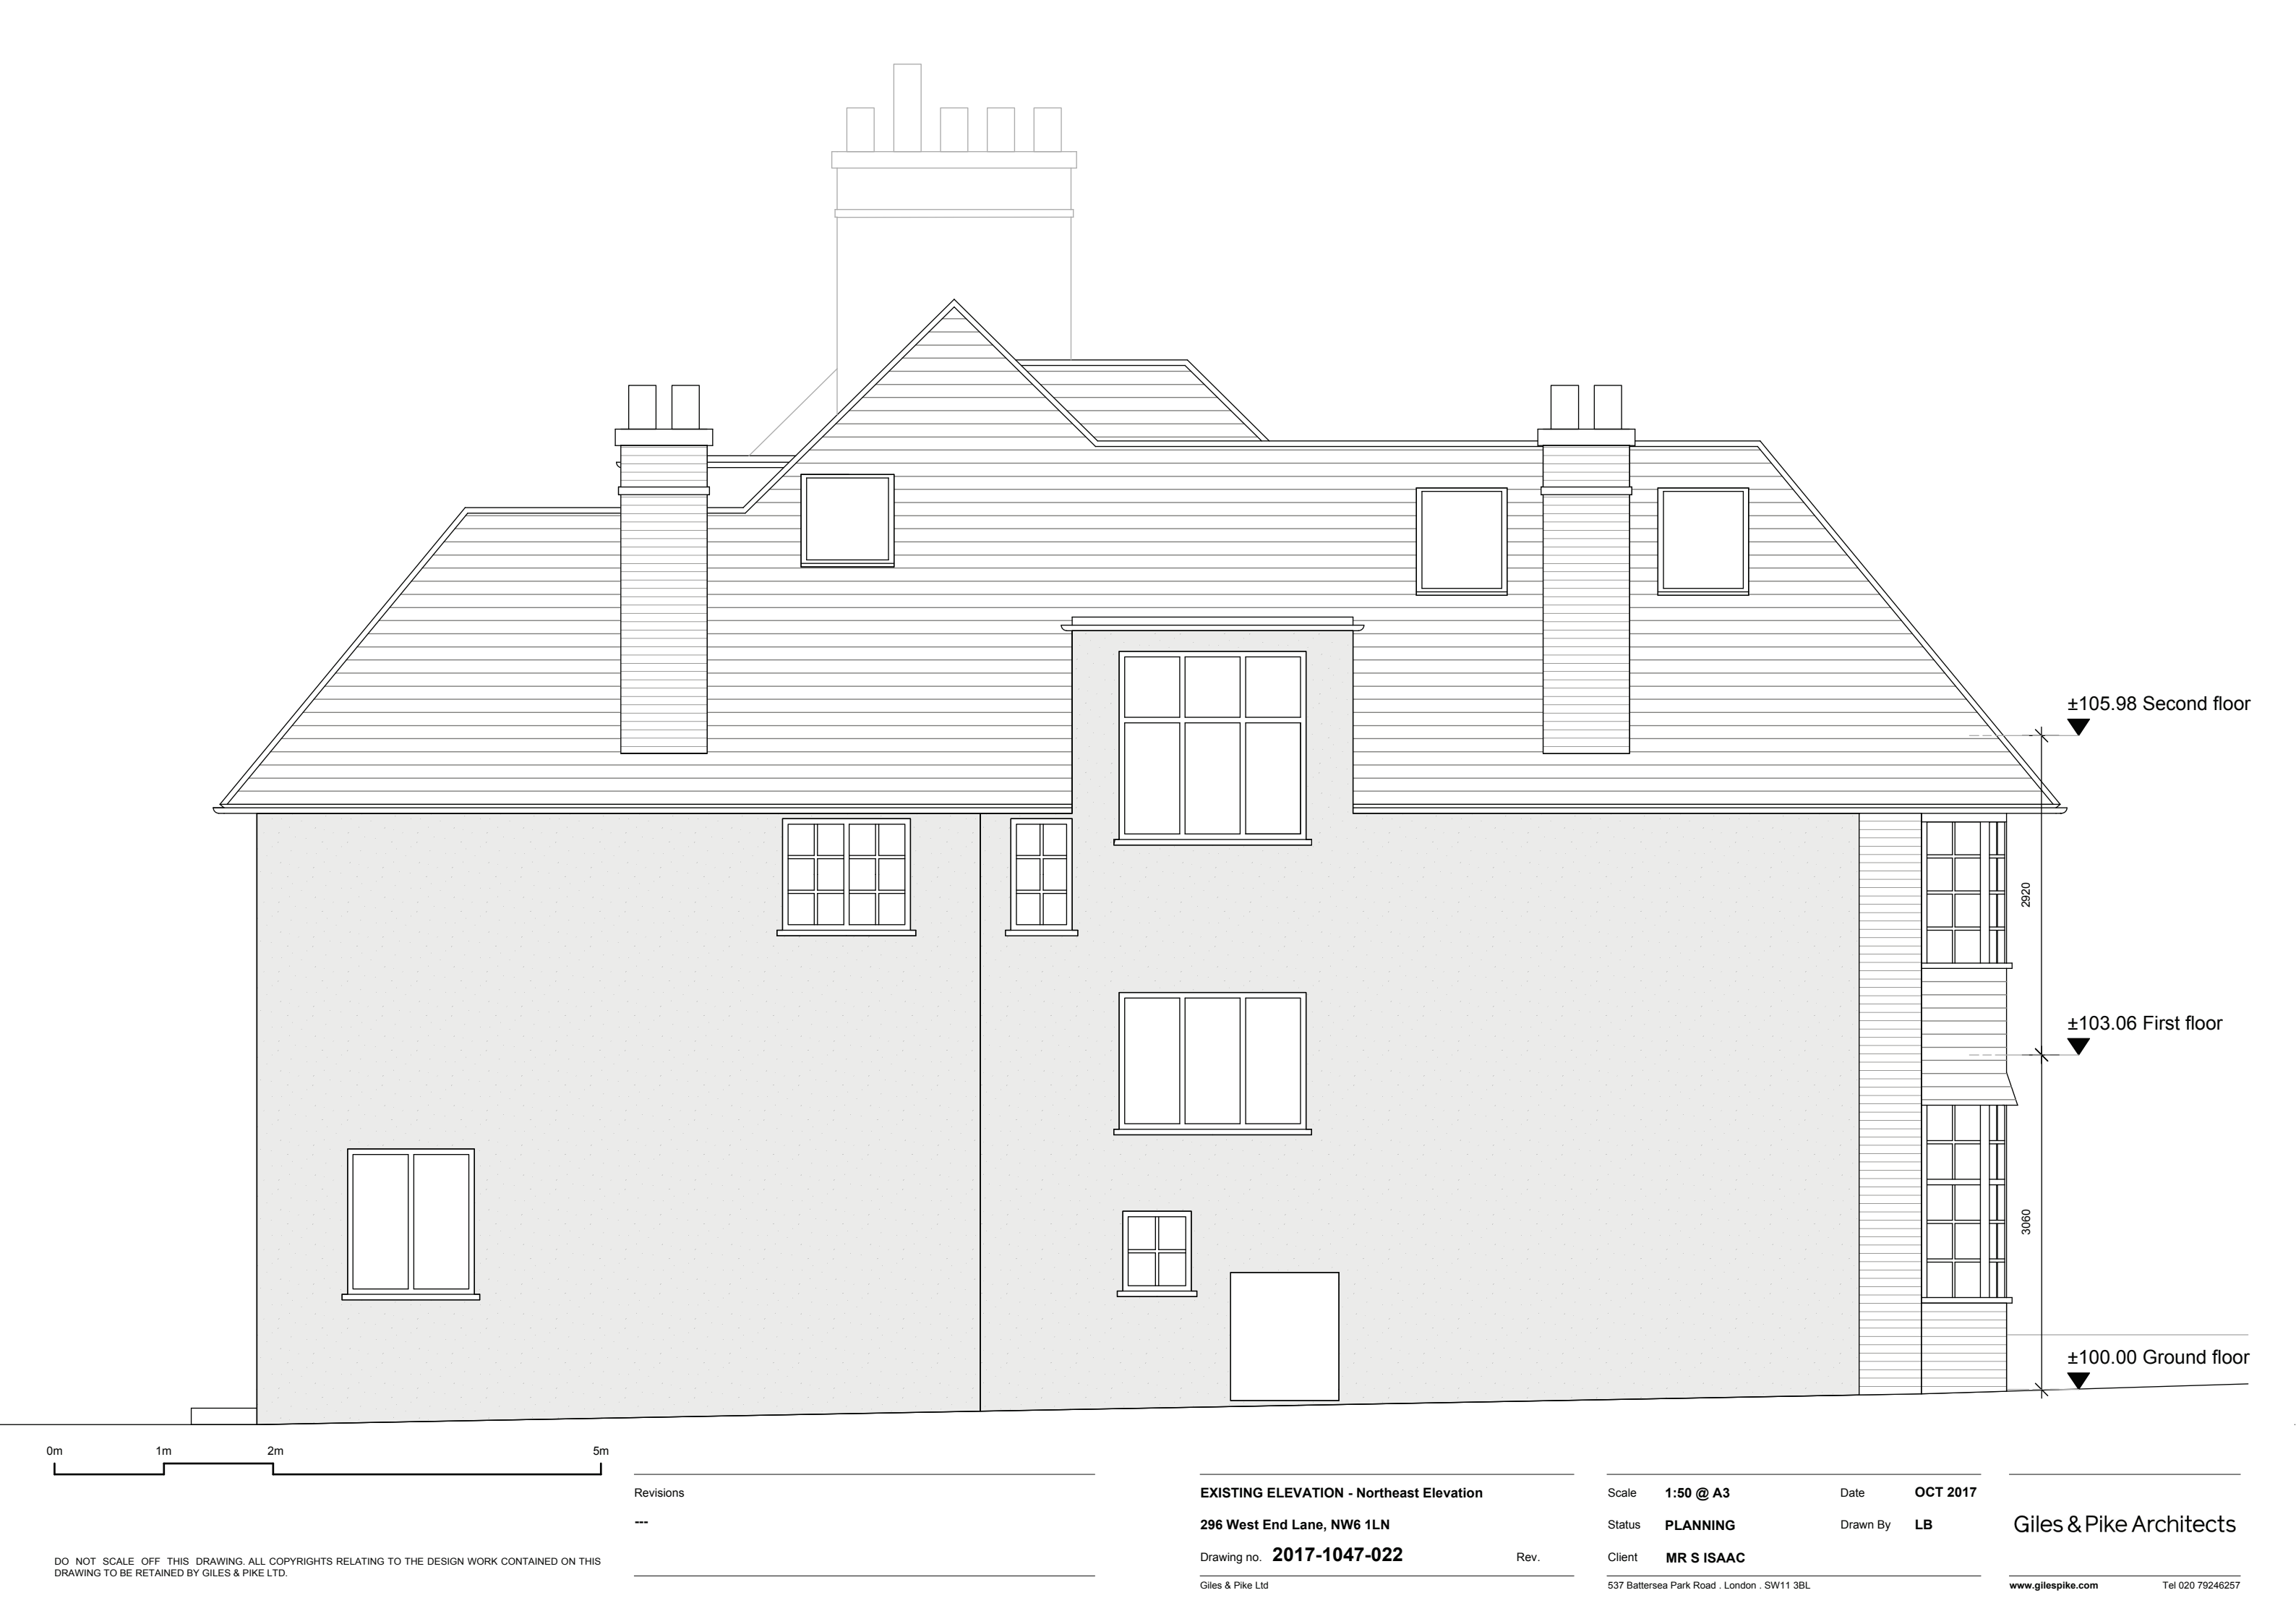 ±105.98 Second floor
2920
±103.06 First floor
3060
±100.00 Ground floor
0m 1m 2m 5m
Revisions
---
DO NOT SCALE OFF THIS DRAWING. ALL COPYRIGHTS RELATING TO THE DESIGN WORK CONTAINED ON THIS
DRAWING TO BE RETAINED BY GILES & PIKE LTD.
EXISTING ELEVATION - Northeast Elevation
296 West End Lane, NW6 1LN
Drawing no. 2017-1047-022 Rev.
Giles & Pike Ltd
Scale 1:50 @ A3 Date OCT 2017
Status PLANNING Drawn By LB
Client MR S ISAAC
537 Battersea Park Road . London . SW11 3BL
Giles & Pike Architects
www.gilespike.com Tel 020 79246257